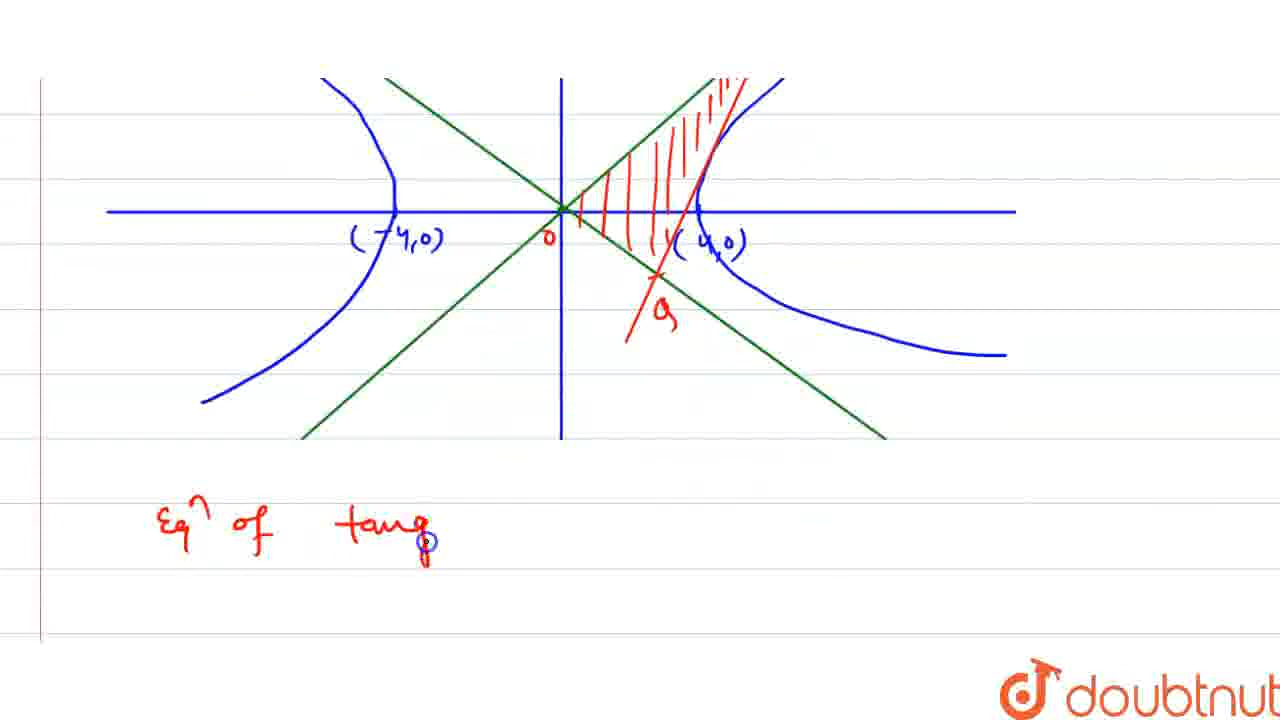 (-4,0)
O
(4,0)
Q
Eqⁿ of tang
doubtnut